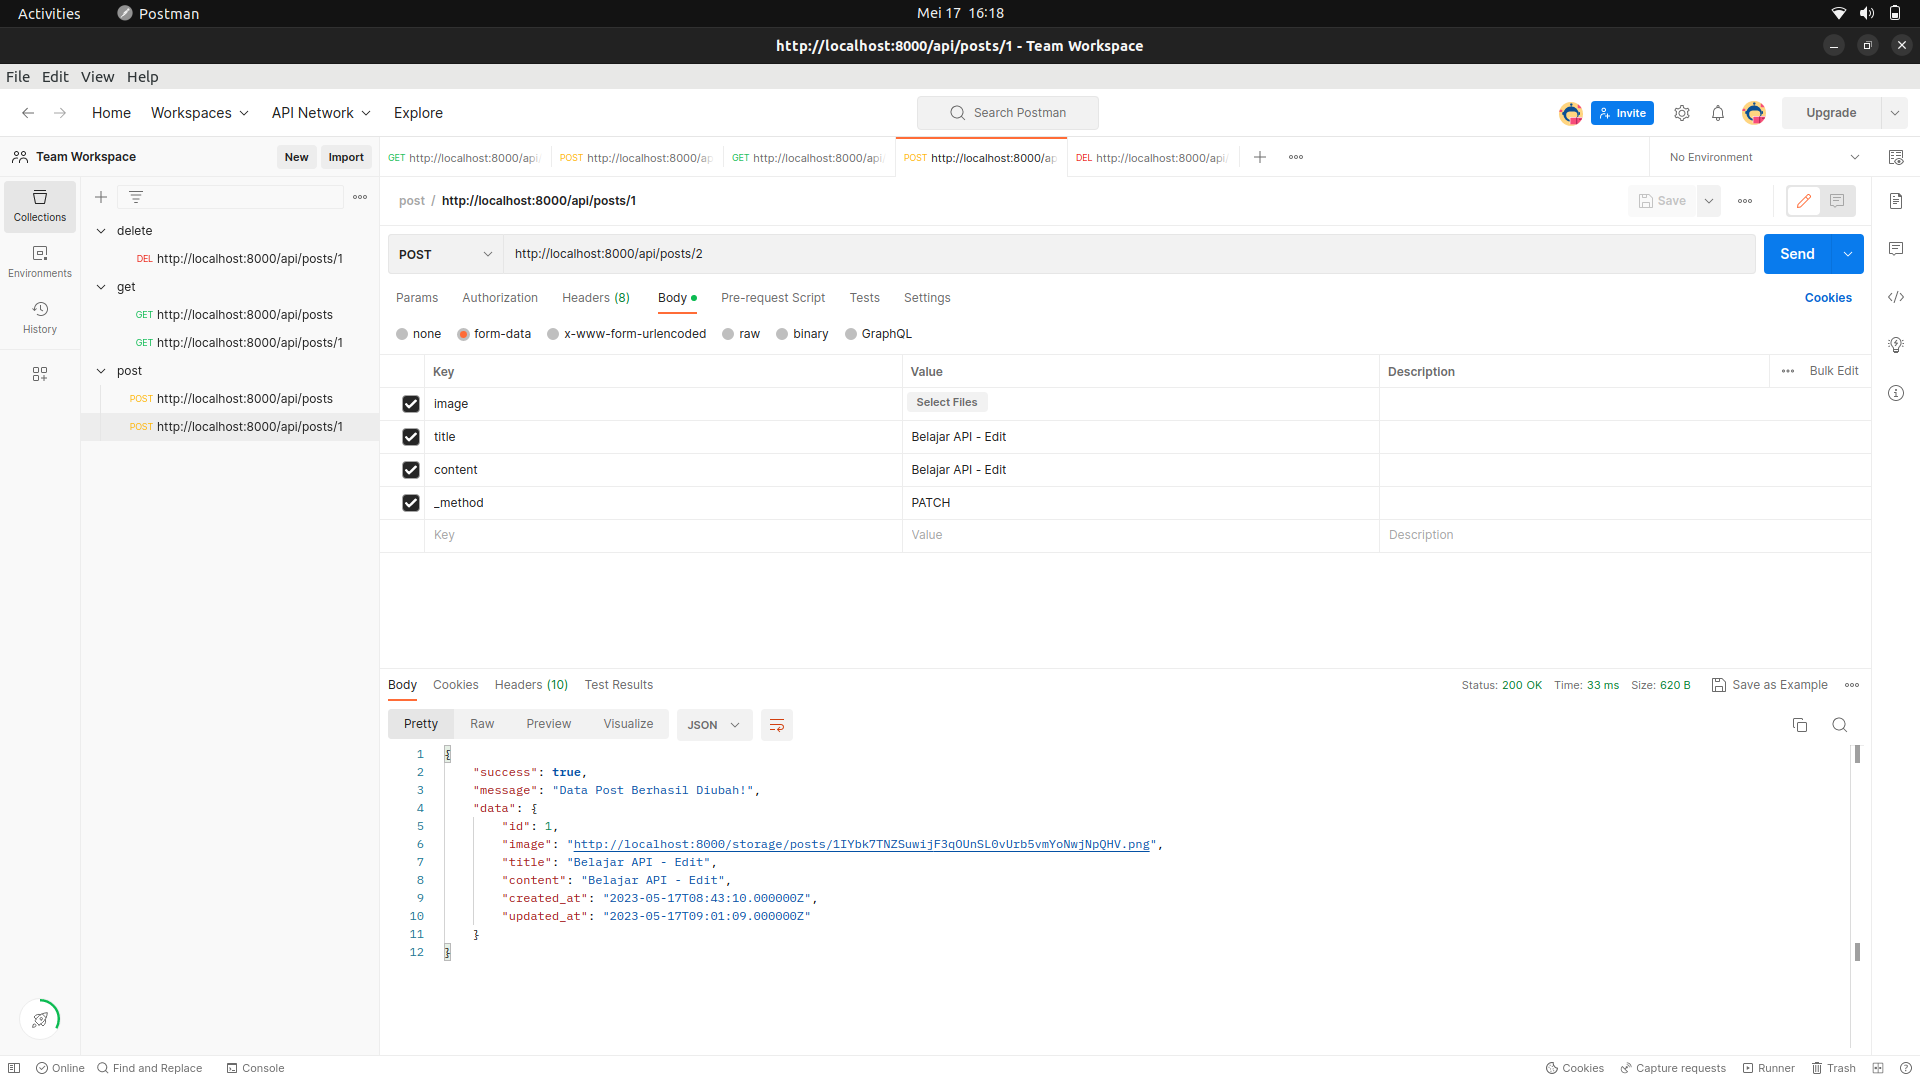 Activities Postman Mei 17 16:18
http://localhost:8000/api/posts/1 - Team Workspace
File Edit View Help
Home Workspaces API Network Explore Search Postman Invite Upgrade
Team Workspace New Import
GET http://localhost:8000/api/ POST http://localhost:8000/ap GET http://localhost:8000/api/ POST http://localhost:8000/ap DEL http://localhost:8000/api/ No Environment
Collections
Environments
History
delete
DEL http://localhost:8000/api/posts/1
get
GET http://localhost:8000/api/posts
GET http://localhost:8000/api/posts/1
post
POST http://localhost:8000/api/posts
POST http://localhost:8000/api/posts/1
post / http://localhost:8000/api/posts/1 Save
POST http://localhost:8000/api/posts/2 Send
Params Authorization Headers (8) Body Pre-request Script Tests Settings Cookies
none form-data x-www-form-urlencoded raw binary GraphQL
Key Value Description Bulk Edit
image Select Files
title Belajar API - Edit
content Belajar API - Edit
_method PATCH
Key Value Description
Body Cookies Headers (10) Test Results Status: 200 OK Time: 33 ms Size: 620 B Save as Example
Pretty Raw Preview Visualize JSON
1 {
2 "success": true,
3 "message": "Data Post Berhasil Diubah!",
4 "data": {
5 "id": 1,
6 "image": "http://localhost:8000/storage/posts/1IYbk7TNZSuwijF3qOUnSL0vUrb5vmYoNwjNpQHV.png",
7 "title": "Belajar API - Edit",
8 "content": "Belajar API - Edit",
9 "created_at": "2023-05-17T08:43:10.000000Z",
10 "updated_at": "2023-05-17T09:01:09.000000Z"
11 }
12 }
Online Find and Replace Console Cookies Capture requests Runner Trash